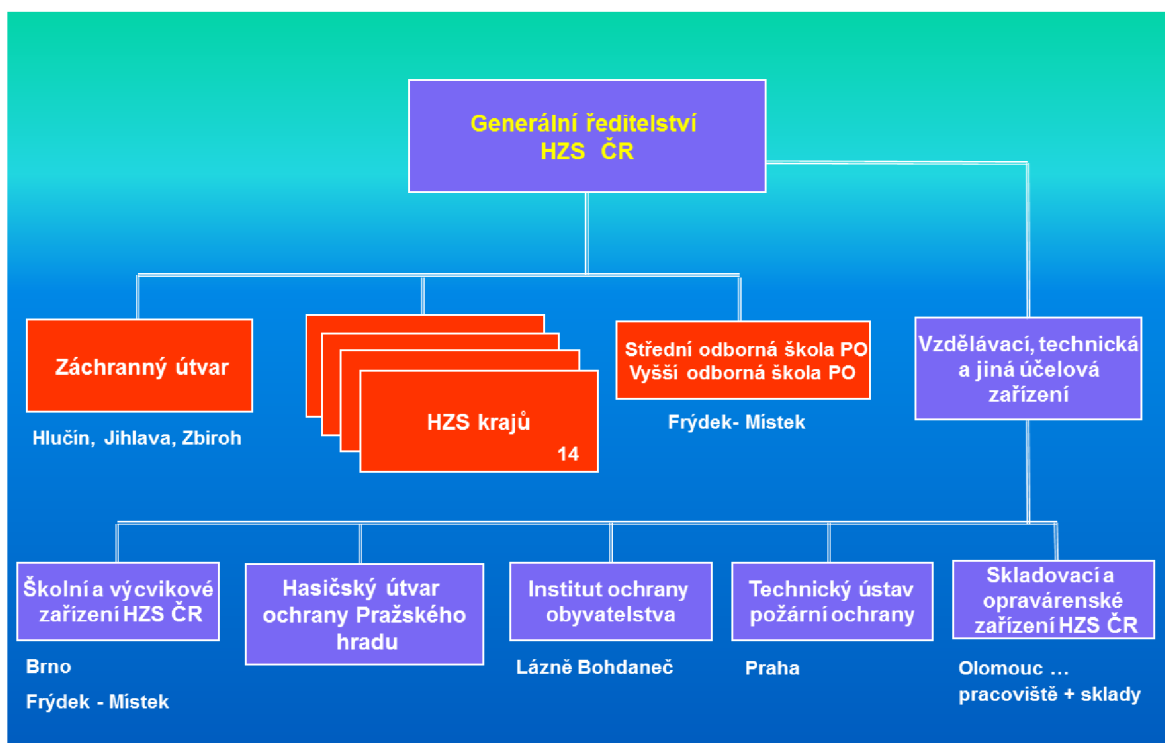 Generální ředitelství
HZS ČR
Záchranný útvar
Hlučín, Jihlava, Zbiroh
HZS krajů
14
Střední odborná škola PO
Vyšší odborná škola PO
Frýdek- Místek
Vzdělávací, technická
a jiná účelová
zařízení
Školní a výcvikové
zařízení HZS ČR
Brno
Frýdek - Místek
Hasičský útvar
ochrany Pražského
hradu
Institut ochrany
obyvatelstva
Lázně Bohdaneč
Technický ústav
požární ochrany
Praha
Skladovací a
opravárenské
zařízení HZS ČR
Olomouc ...
pracoviště + sklady